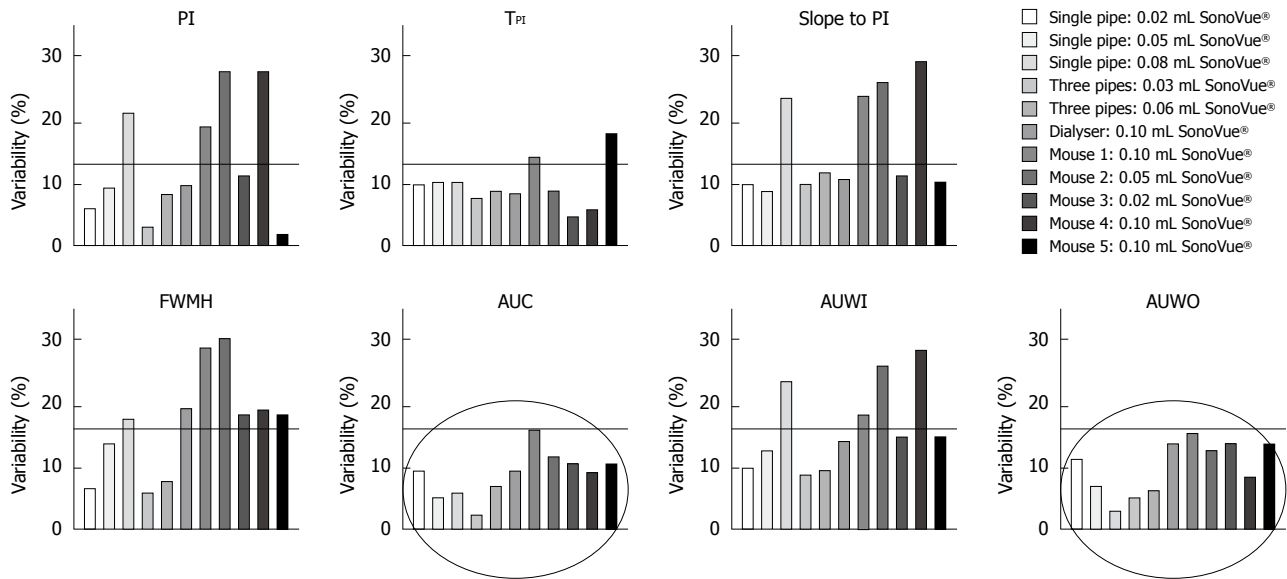 PI
30
20
10
0
Variability (%)
TPI
30
20
10
0
Variability (%)
Slope to PI
30
20
10
0
Variability (%)
Single pipe: 0.02 mL SonoVue®
Single pipe: 0.05 mL SonoVue®
Single pipe: 0.08 mL SonoVue®
Three pipes: 0.03 mL SonoVue®
Three pipes: 0.06 mL SonoVue®
Dialyser: 0.10 mL SonoVue®
Mouse 1: 0.10 mL SonoVue®
Mouse 2: 0.05 mL SonoVue®
Mouse 3: 0.02 mL SonoVue®
Mouse 4: 0.10 mL SonoVue®
Mouse 5: 0.10 mL SonoVue®
FWMH
30
20
10
0
Variability (%)
AUC
30
20
10
0
Variability (%)
AUWI
30
20
10
0
Variability (%)
AUWO
30
20
10
0
Variability (%)